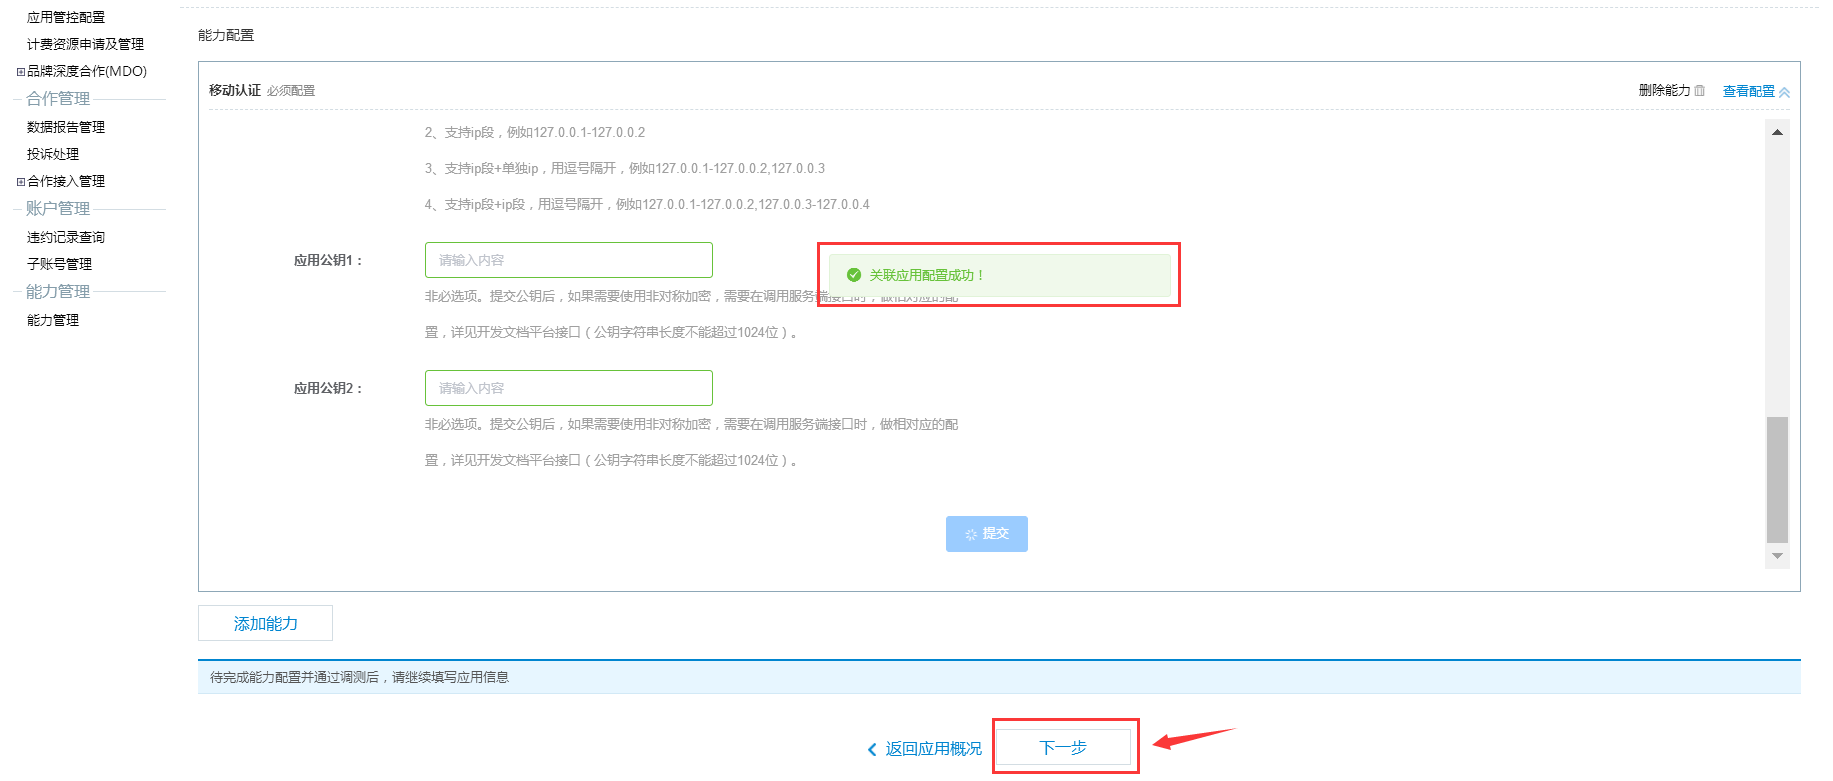 应用管控配置
计费资源申请及管理
品牌深度合作(MDO)
合作管理
数据报告管理
投诉处理
合作接入管理
账户管理
违约记录查询
子账号管理
能力管理
能力管理
能力配置
移动认证 必须配置
删除能力 查看配置
2、支持ip段，例如127.0.0.1-127.0.0.2
3、支持ip段+单独ip，用逗号隔开，例如127.0.0.1-127.0.0.2,127.0.0.3
4、支持ip段+ip段，用逗号隔开，例如127.0.0.1-127.0.0.2,127.0.0.3-127.0.0.4
应用公钥1：
请输入内容
关联应用配置成功！
非必选项。提交公钥后，如果需要使用非对称加密，需要在调用服务端接口时，做相对应的配
置，详见开发文档平台接口（公钥字符串长度不能超过1024位）。
应用公钥2：
请输入内容
非必选项。提交公钥后，如果需要使用非对称加密，需要在调用服务端接口时，做相对应的配
置，详见开发文档平台接口（公钥字符串长度不能超过1024位）。
提交
添加能力
待完成能力配置并通过调测后，请继续填写应用信息
返回应用概况
下一步